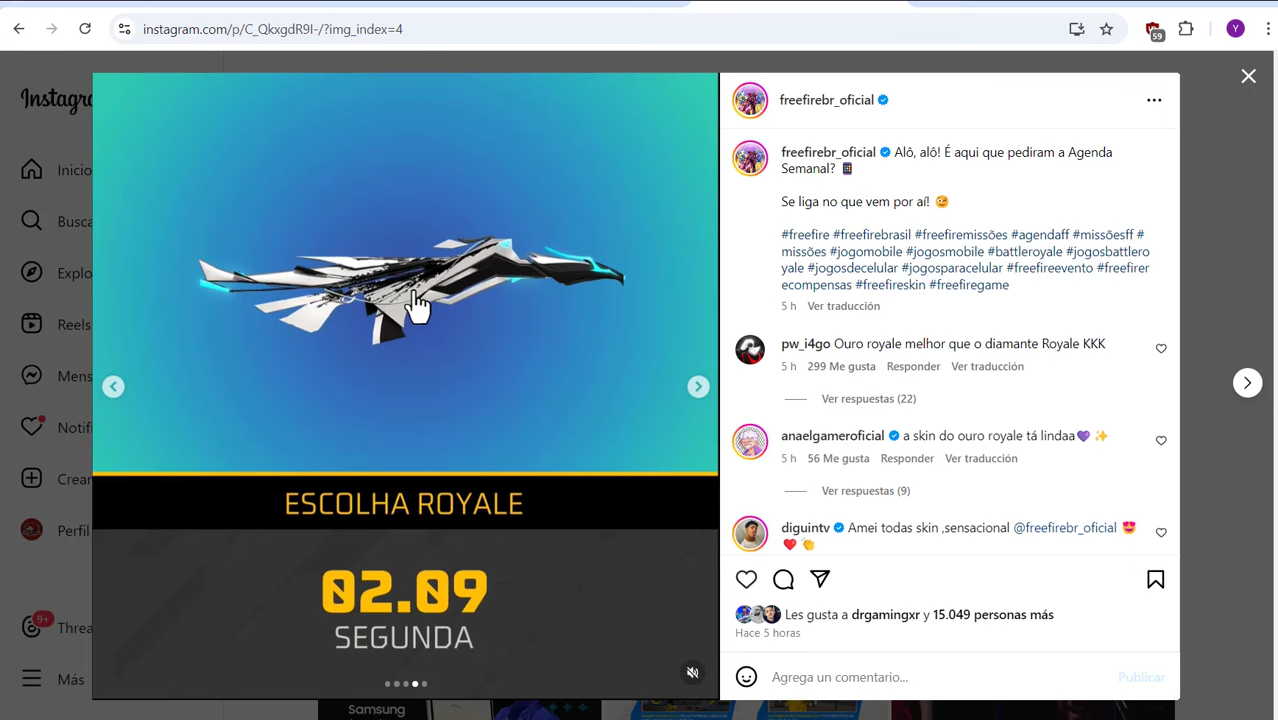 instagram.com/p/C_QkxgdR9I-/?img_index=4
59
Y
Instagra
Inicio
Busca
Explo
Reels
Mens
Notifi
Crear
Perfil
9+
Threa
Más
ESCOLHA ROYALE
02.09
SEGUNDA
Samsung
freefirebr_oficial
freefirebr_oficial Alô, alô! É aqui que pediram a Agenda
Semanal?
Se liga no que vem por aí! 😉
#freefire #freefirebrasil #freefiremissões #agendaff #missõesff #
missões #jogomobile #jogosmobile #battleroyale #jogosbattlero
yale #jogosdecelular #jogosparacelular #freefireevento #freefirer
ecompensas #freefireskin #freefiregame
5 h Ver traducción
pw_i4go Ouro royale melhor que o diamante Royale KKK
5 h 299 Me gusta Responder Ver traducción
Ver respuestas (22)
anaelgameroficial a skin do ouro royale tá lindaa💜 ✨
5 h 56 Me gusta Responder Ver traducción
Ver respuestas (9)
diguintv Amei todas skin ,sensacional @freefirebr_oficial 😍
❤️ 👏
Les gusta a drgamingxr y 15.049 personas más
Hace 5 horas
Agrega un comentario...
Publicar